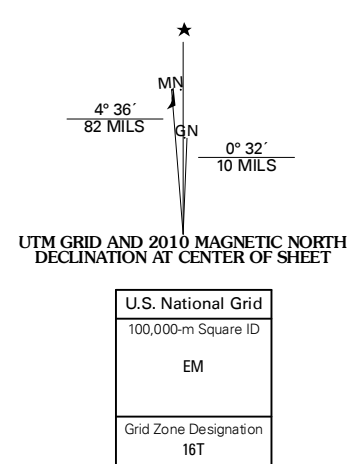 MN
4° 36´
82 MILS
GN
0° 32´
10 MILS
UTM GRID AND 2010 MAGNETIC NORTH
DECLINATION AT CENTER OF SHEET
U.S. National Grid
100,000-m Square ID
EM
Grid Zone Designation
16T